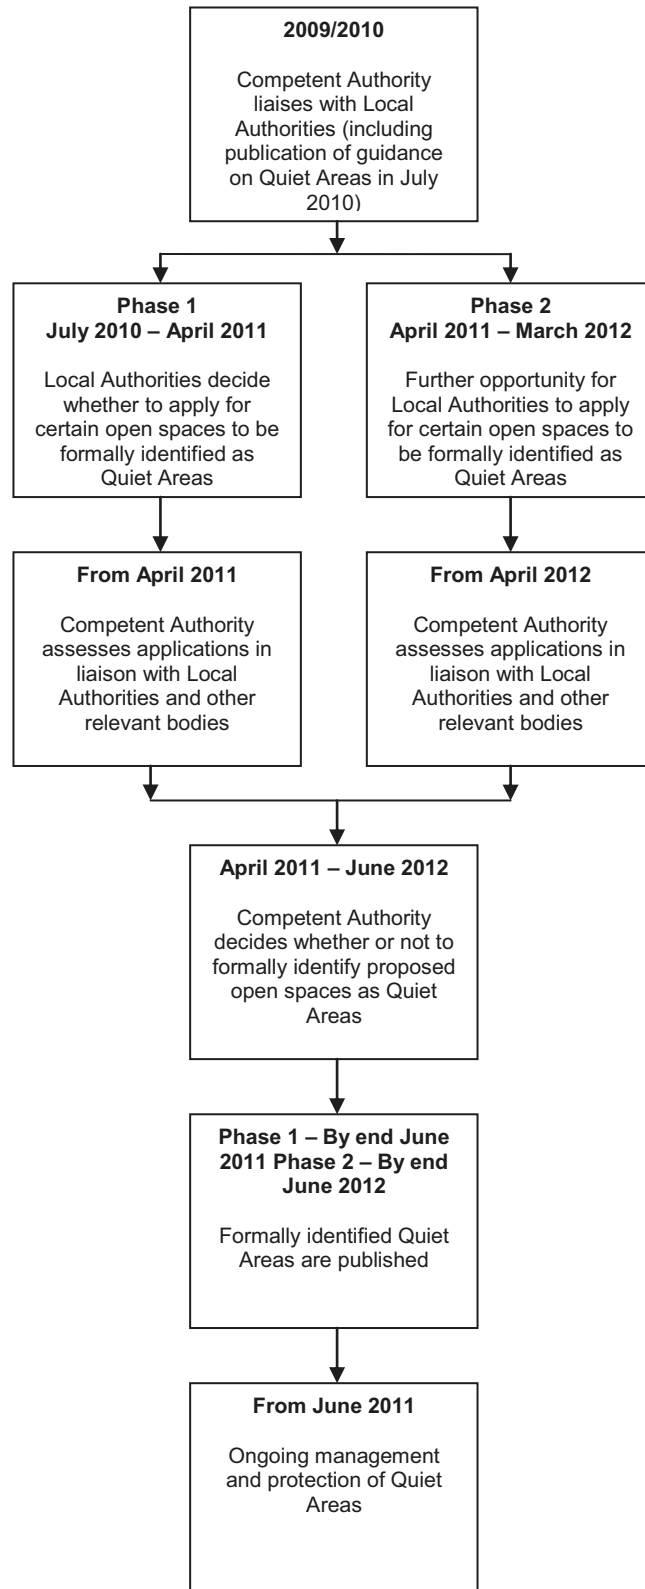 2009/2010
Competent Authority
liaises with Local
Authorities (including
publication of guidance
on Quiet Areas in July
2010)
Phase 1
July 2010 – April 2011
Local Authorities decide
whether to apply for
certain open spaces to be
formally identified as
Quiet Areas
Phase 2
April 2011 – March 2012
Further opportunity for
Local Authorities to apply
for certain open spaces to
be formally identified as
Quiet Areas
From April 2011
Competent Authority
assesses applications in
liaison with Local
Authorities and other
relevant bodies
From April 2012
Competent Authority
assesses applications in
liaison with Local
Authorities and other
relevant bodies
April 2011 – June 2012
Competent Authority
decides whether or not to
formally identify proposed
open spaces as Quiet
Areas
Phase 1 – By end June
2011 Phase 2 – By end
June 2012
Formally identified Quiet
Areas are published
From June 2011
Ongoing management
and protection of Quiet
Areas